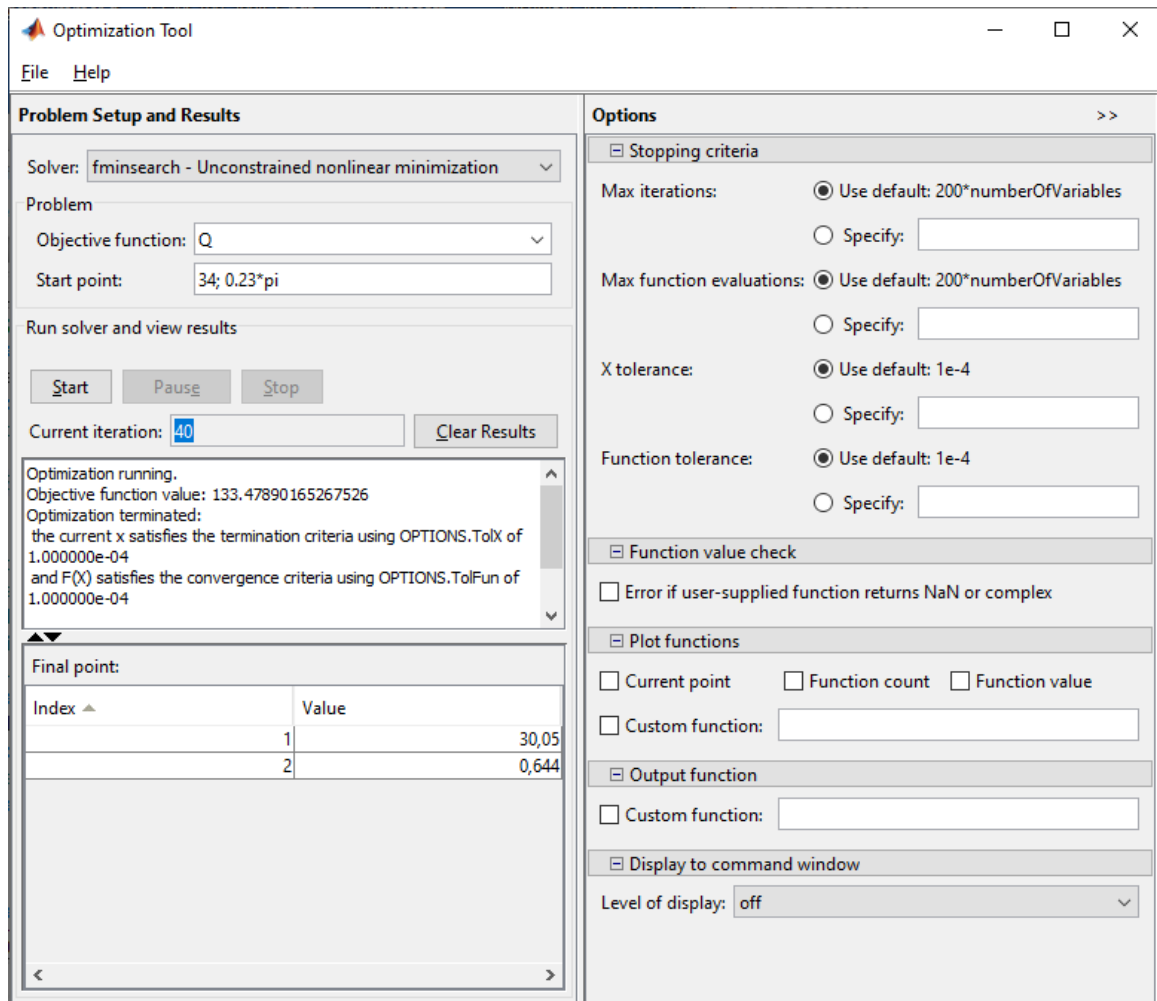 Optimization Tool
File Help
Problem Setup and Results
Solver: fminsearch - Unconstrained nonlinear minimization
Problem
Objective function: Q
Start point: 34; 0.23*pi
Run solver and view results
Start Pause Stop
Current iteration: 40 Clear Results
Optimization running.
Objective function value: 133.47890165267526
Optimization terminated:
the current x satisfies the termination criteria using OPTIONS.TolX of
1.000000e-04
and F(X) satisfies the convergence criteria using OPTIONS.TolFun of
1.000000e-04
Final point:
Index Value
1 30,05
2 0,644
Options >>
Stopping criteria
Max iterations: Use default: 200*numberOfVariables
Specify:
Max function evaluations: Use default: 200*numberOfVariables
Specify:
X tolerance: Use default: 1e-4
Specify:
Function tolerance: Use default: 1e-4
Specify:
Function value check
Error if user-supplied function returns NaN or complex
Plot functions
Current point Function count Function value
Custom function:
Output function
Custom function:
Display to command window
Level of display: off